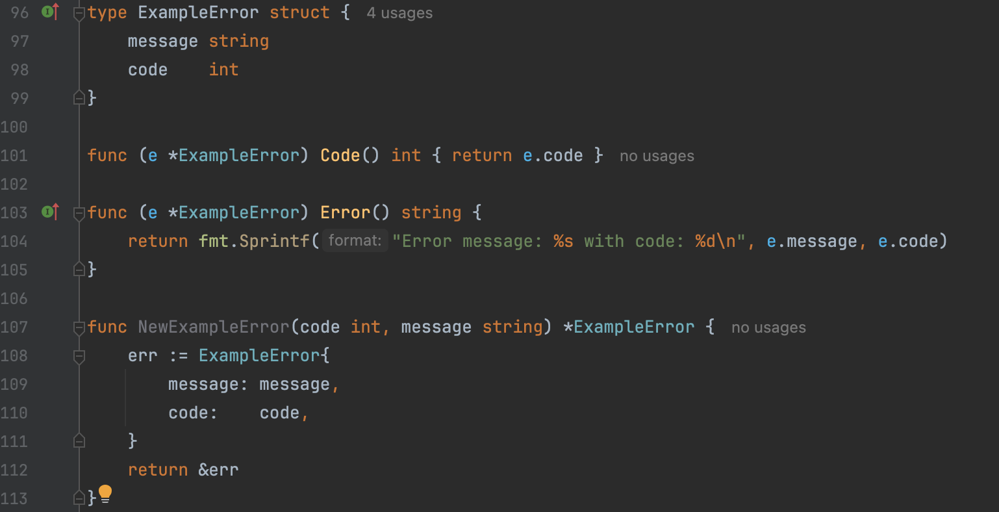 96 type ExampleError struct { 4 usages
97     message string
98     code    int
99 }
100
101 func (e *ExampleError) Code() int { return e.code } no usages
102
103 func (e *ExampleError) Error() string {
104     return fmt.Sprintf( format: "Error message: %s with code: %d\n", e.message, e.code)
105 }
106
107 func NewExampleError(code int, message string) *ExampleError { no usages
108     err := ExampleError{
109         message: message,
110         code:    code,
111     }
112     return &err
113 }